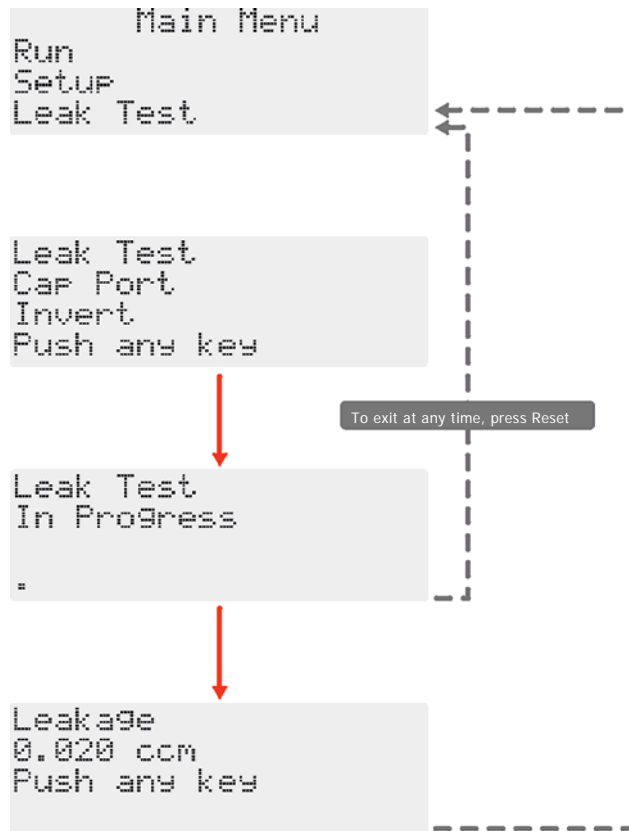 Main Menu
Run
Setup
Leak Test
Leak Test
Cap Port
Invert
Push any key
To exit at any time, press Reset
Leak Test
In Progress
.
Leakage
0.020 ccm
Push any key